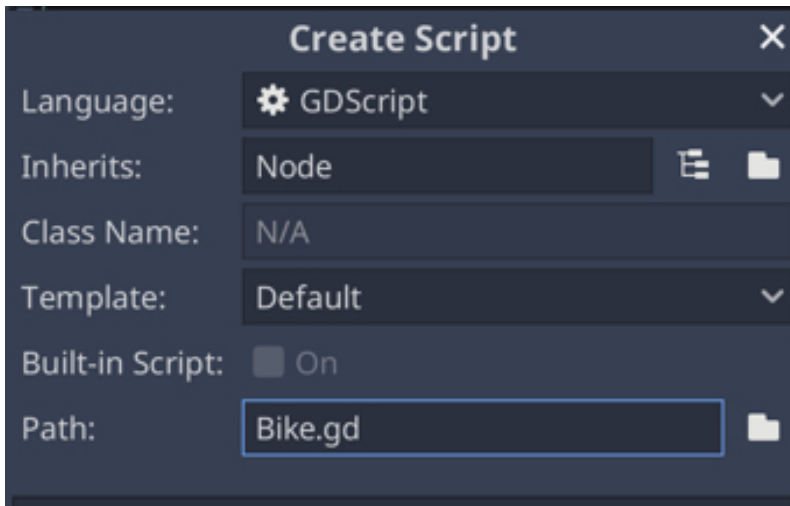 Create Script
Language: GDScript
Inherits: Node
Class Name: N/A
Template: Default
Built-in Script: On
Path: Bike.gd